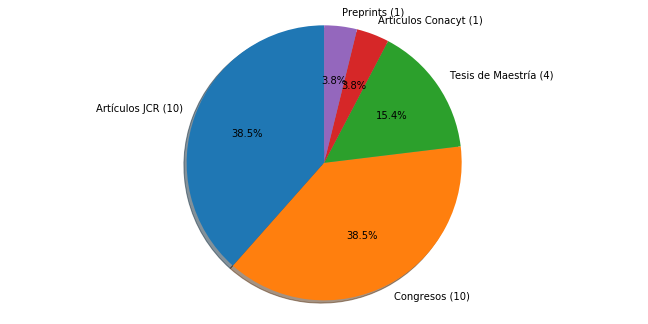 Preprints (1)
Articulos Conacyt (1)
Tesis de Maestría (4)
Artículos JCR (10)
Congresos (10)
3.8%
3.8%
15.4%
38.5%
38.5%